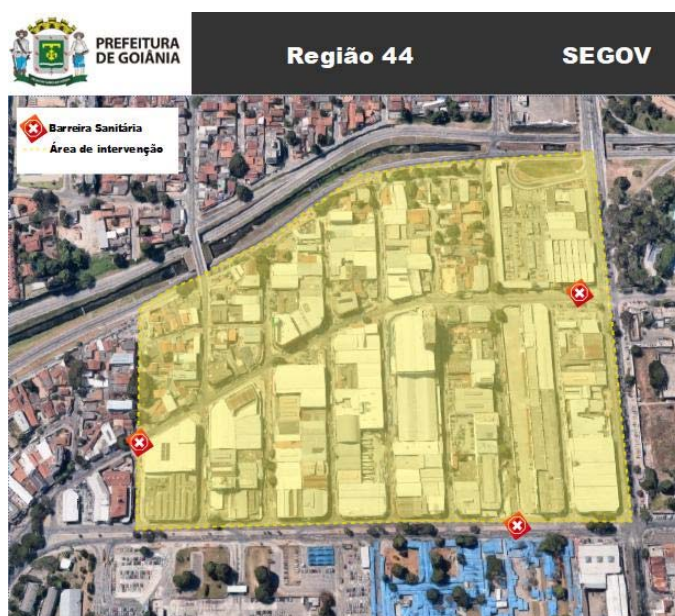 PREFEITURA
DE GOIÂNIA
Região 44
SEGOV
Barreira Sanitária
Área de intervenção